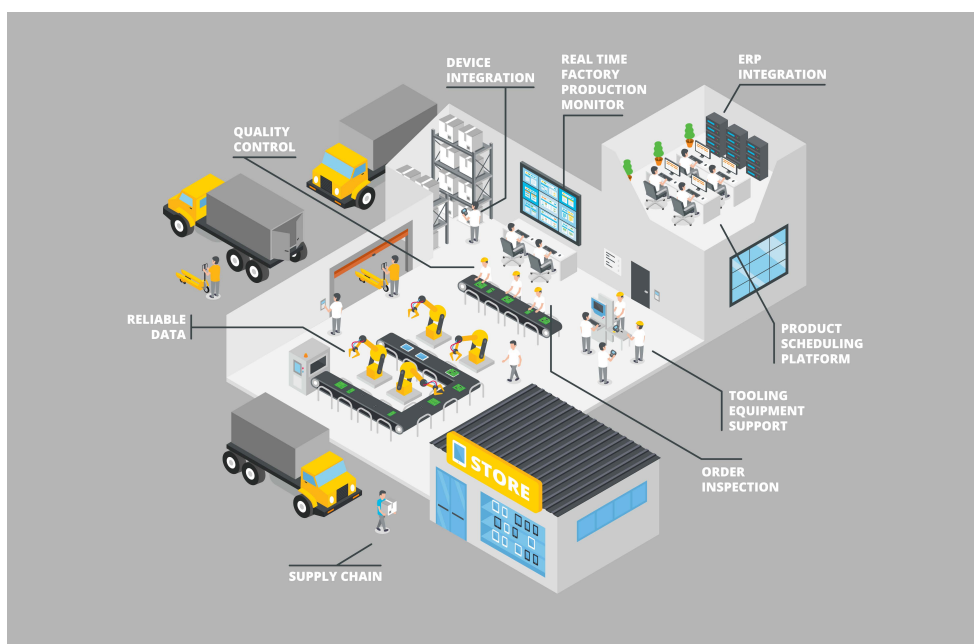 DEVICE
INTEGRATION
REAL TIME
FACTORY
PRODUCTION
MONITOR
ERP
INTEGRATION
QUALITY
CONTROL
RELIABLE
DATA
PRODUCT
SCHEDULING
PLATFORM
TOOLING
EQUIPMENT
SUPPORT
ORDER
INSPECTION
STORE
SUPPLY CHAIN